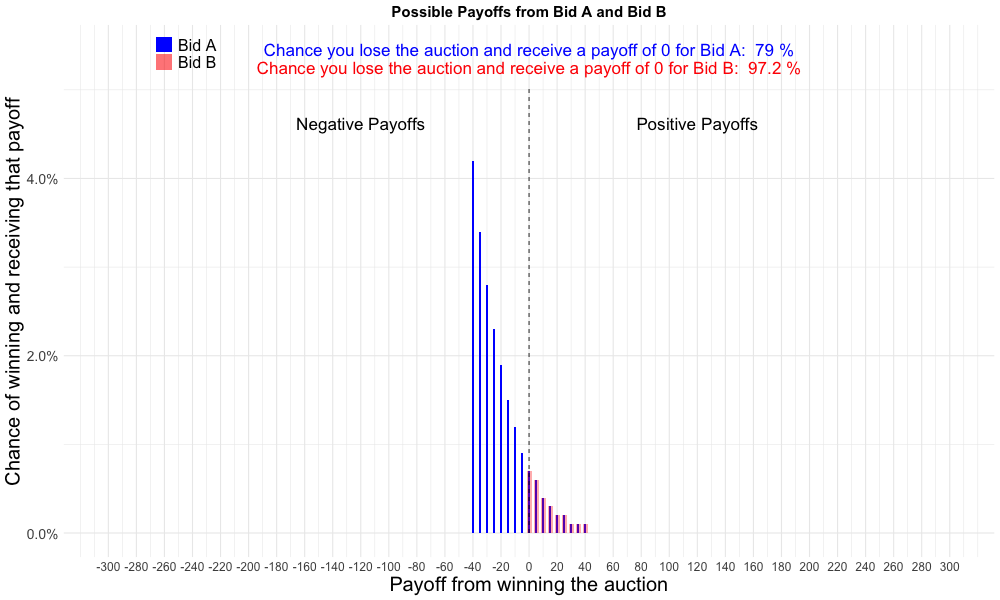 Possible Payoffs from Bid A and Bid B
Bid A
Bid B
Chance you lose the auction and receive a payoff of 0 for Bid A:  79 %
Chance you lose the auction and receive a payoff of 0 for Bid B:  97.2 %
Negative Payoffs
Positive Payoffs
Chance of winning and receiving that payoff
4.0%
2.0%
0.0%
-300 -280 -260 -240 -220 -200 -180 -160 -140 -120 -100 -80 -60 -40 -20 0 20 40 60 80 100 120 140 160 180 200 220 240 260 280 300
Payoff from winning the auction